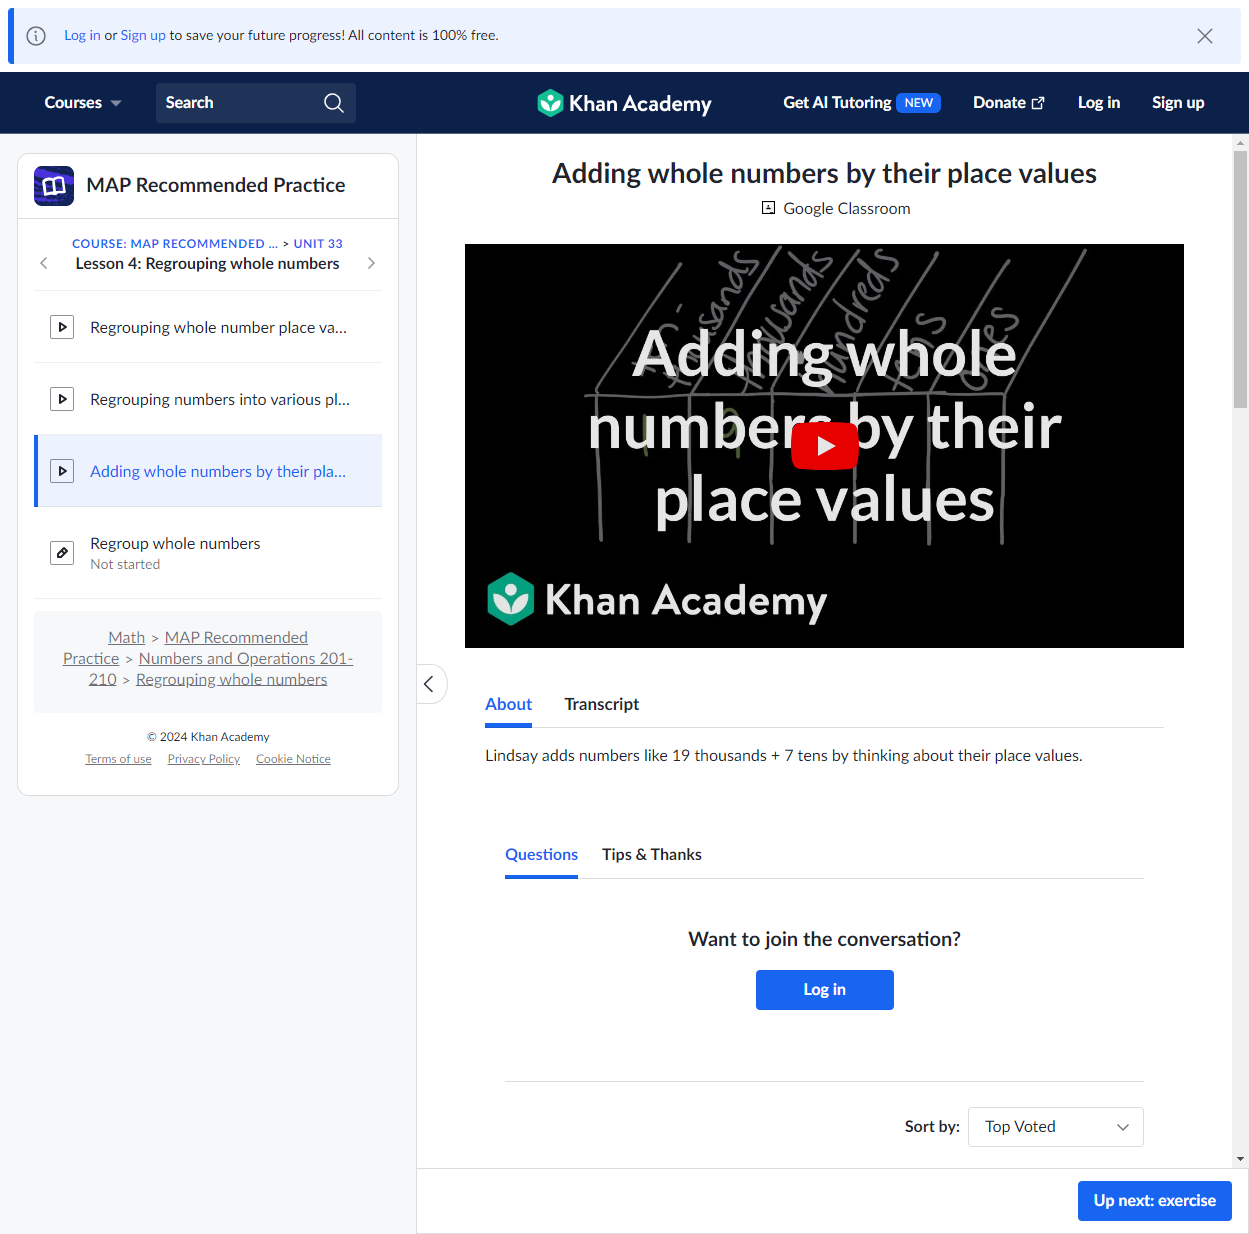 Log in or Sign up to save your future progress! All content is 100% free.
Courses
Search
Khan Academy
Get AI Tutoring NEW
Donate
Log in
Sign up
MAP Recommended Practice
COURSE: MAP RECOMMENDED ... > UNIT 33
Lesson 4: Regrouping whole numbers
Regrouping whole number place va...
Regrouping numbers into various pl...
Adding whole numbers by their pla...
Regroup whole numbers
Not started
Math > MAP Recommended
Practice > Numbers and Operations 201-
210 > Regrouping whole numbers
© 2024 Khan Academy
Terms of use Privacy Policy Cookie Notice
Adding whole numbers by their place values
Google Classroom
thousands
hundreds
tens
ones
1 9
Adding whole
numbers by their
place values
Khan Academy
About Transcript
Lindsay adds numbers like 19 thousands + 7 tens by thinking about their place values.
Questions Tips & Thanks
Want to join the conversation?
Log in
Sort by: Top Voted
Up next: exercise